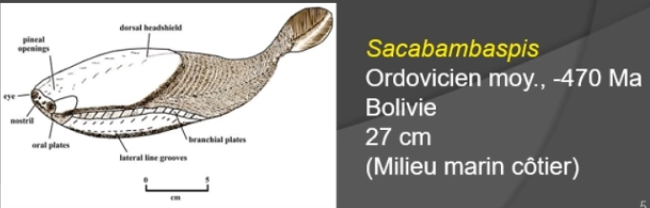 dorsal headshield
pineal
openings
eye
nostril
oral plates
branchial plates
lateral line grooves
0 5
cm
Sacabambaspis
Ordovicien moy., -470 Ma
Bolivie
27 cm
(Milieu marin côtier)
5